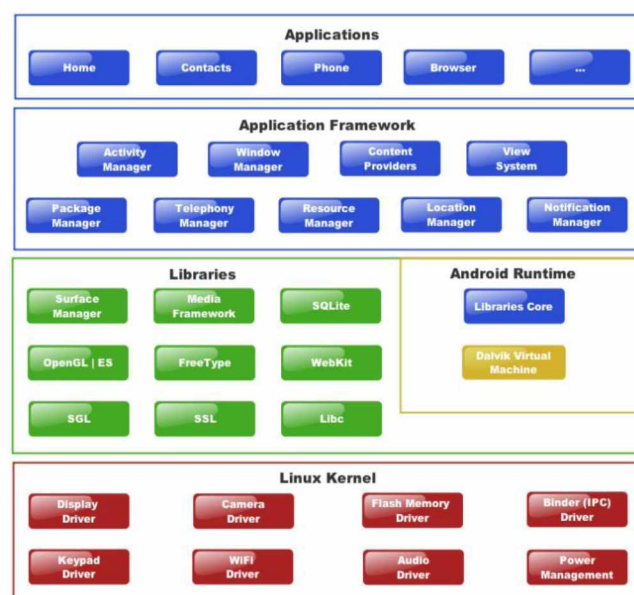 Applications
Home
Contacts
Phone
Browser
...
Application Framework
Activity
Manager
Window
Manager
Content
Providers
View
System
Package
Manager
Telephony
Manager
Resource
Manager
Location
Manager
Notification
Manager
Libraries
Surface
Manager
Media
Framework
SQLite
OpenGL | ES
FreeType
WebKit
SGL
SSL
Libc
Android Runtime
Libraries Core
Dalvik Virtual
Machine
Linux Kernel
Display
Driver
Camera
Driver
Flash Memory
Driver
Binder (IPC)
Driver
Keypad
Driver
WiFi
Driver
Audio
Driver
Power
Management